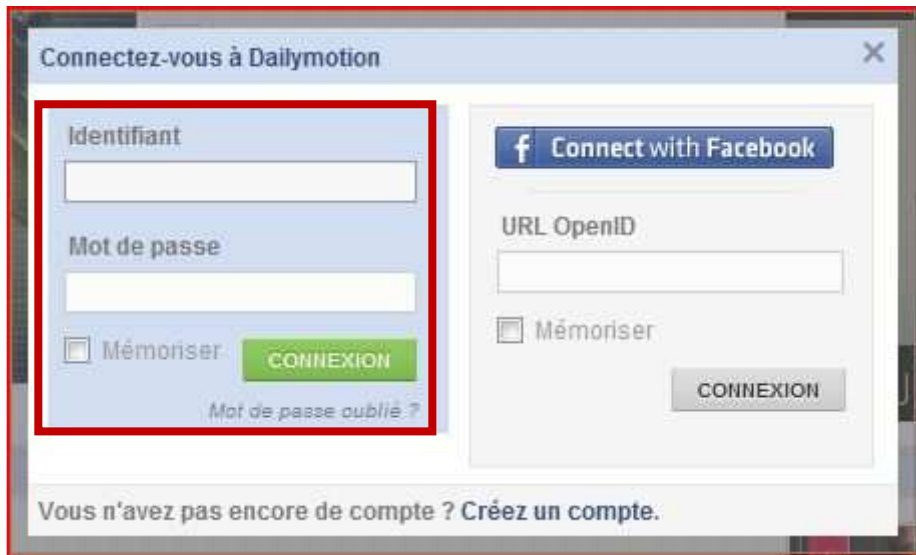 Connectez-vous à Dailymotion
Identifiant
Mot de passe
Mémoriser
CONNEXION
Mot de passe oublié ?
f Connect with Facebook
URL OpenID
Mémoriser
CONNEXION
Vous n'avez pas encore de compte ? Créez un compte.